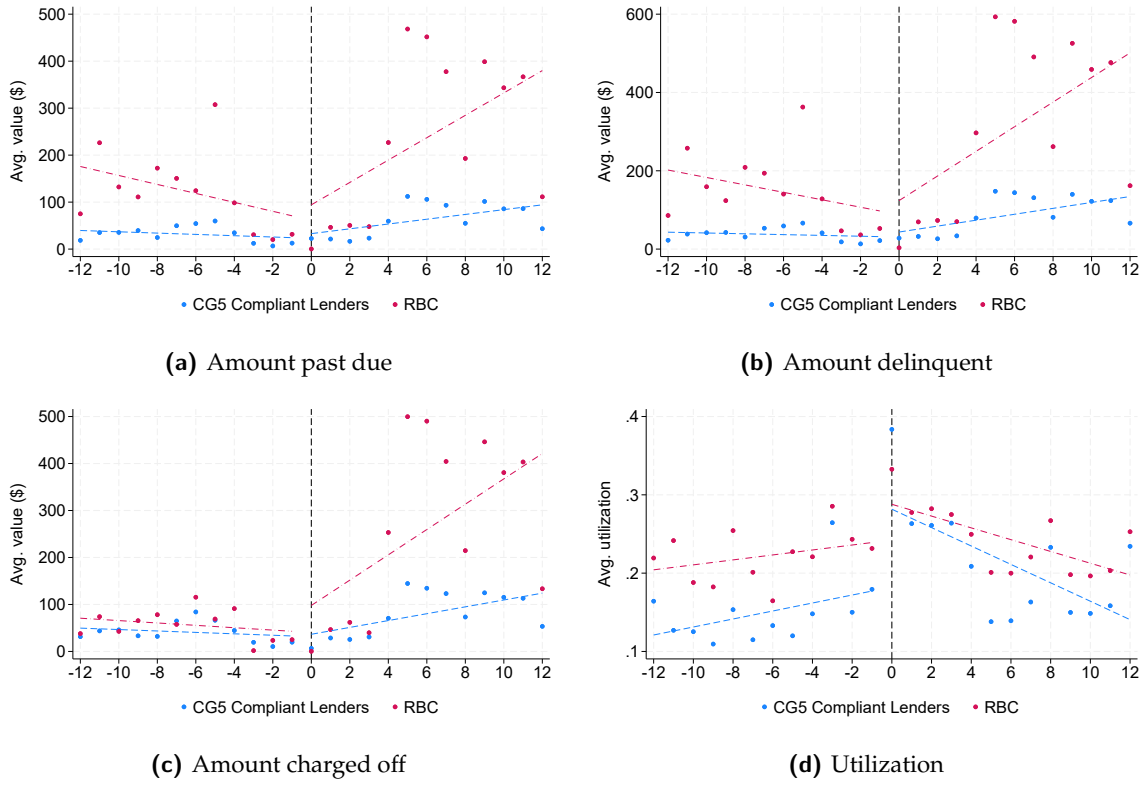 500
400
300
200
100
0
Avg. value ($)
-12 -10 -8 -6 -4 -2 0 2 4 6 8 10 12
CG5 Compliant Lenders RBC
(a) Amount past due
600
400
200
0
Avg. value ($)
-12 -10 -8 -6 -4 -2 0 2 4 6 8 10 12
CG5 Compliant Lenders RBC
(b) Amount delinquent
500
400
300
200
100
0
Avg. value ($)
-12 -10 -8 -6 -4 -2 0 2 4 6 8 10 12
CG5 Compliant Lenders RBC
(c) Amount charged off
.4
.3
.2
.1
Avg. utilization
-12 -10 -8 -6 -4 -2 0 2 4 6 8 10 12
CG5 Compliant Lenders RBC
(d) Utilization